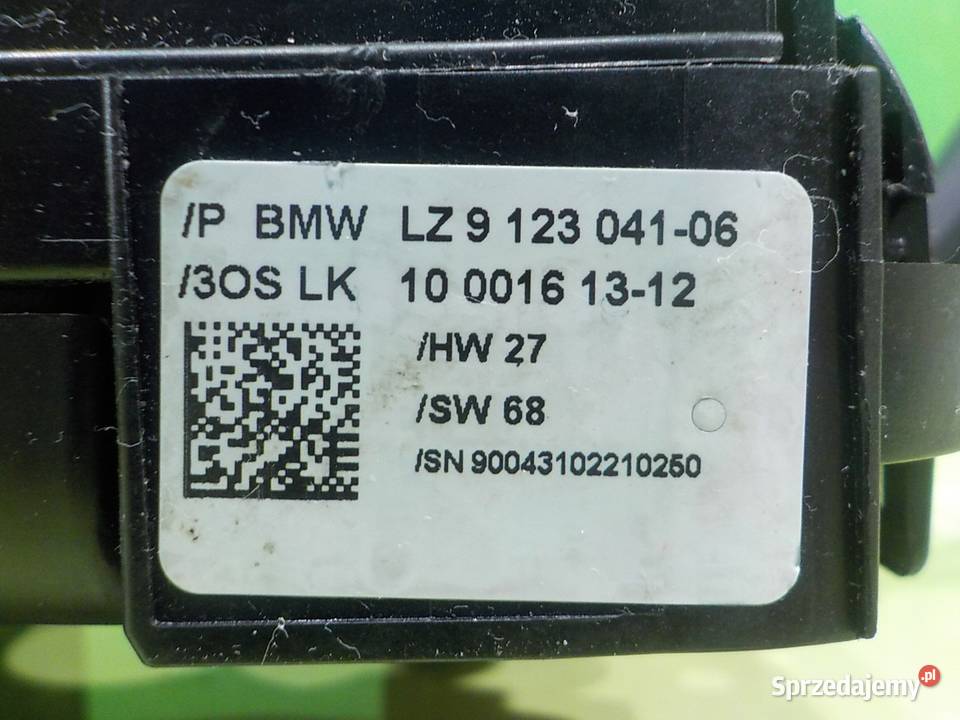 /P BMW LZ 9 123 041-06
/3OS LK 10 0016 13-12
/HW 27
/SW 68
/SN 90043102210250
Sprzedajemy.pl